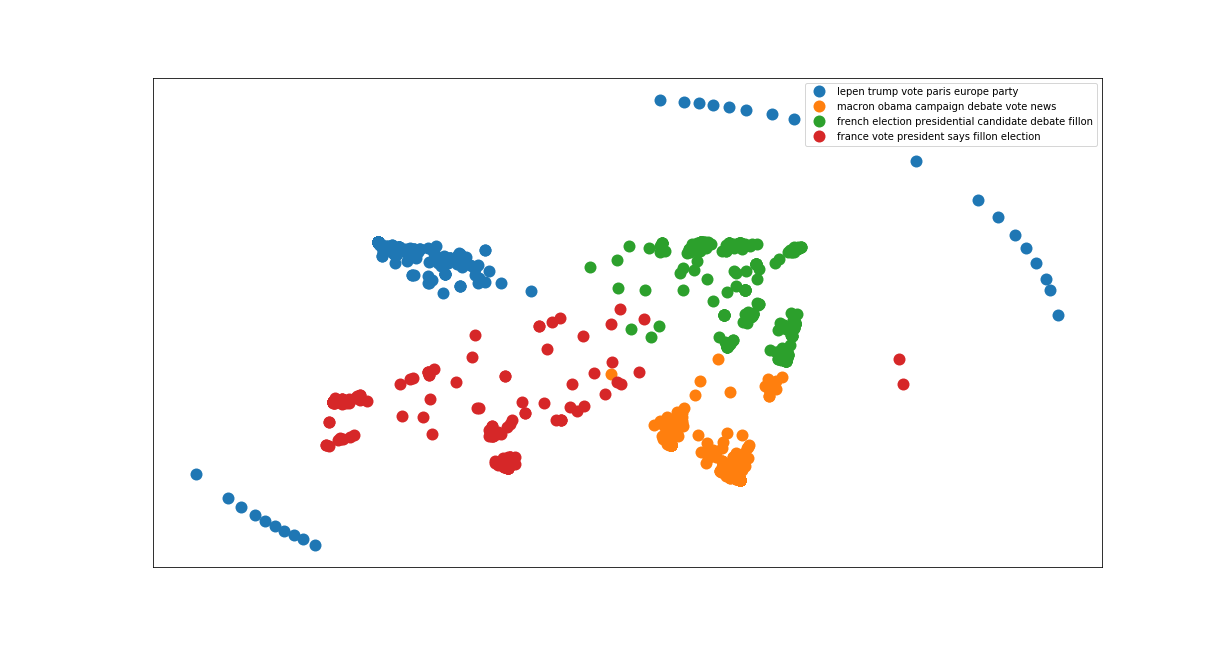 lepen trump vote paris europe party
macron obama campaign debate vote news
french election presidential candidate debate fillon
france vote president says fillon election